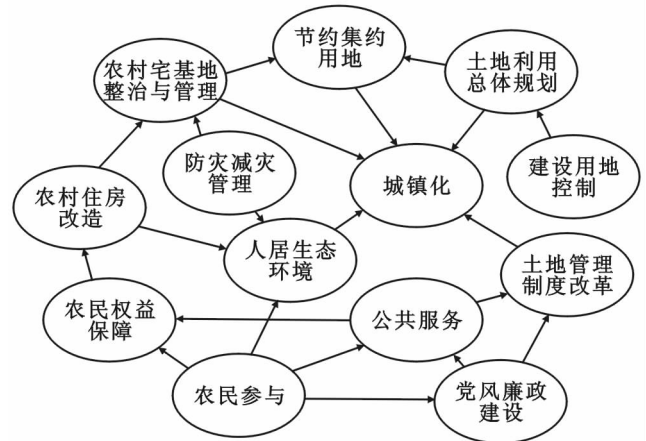 节约集约
用地
农村宅基地
整治与管理
土地利用
总体规划
防灾减灾
管理
建设用地
控制
城镇化
农村住房
改造
人居生态
环境
土地管理
制度改革
农民权益
保障
公共服务
农民参与
党风廉政
建设